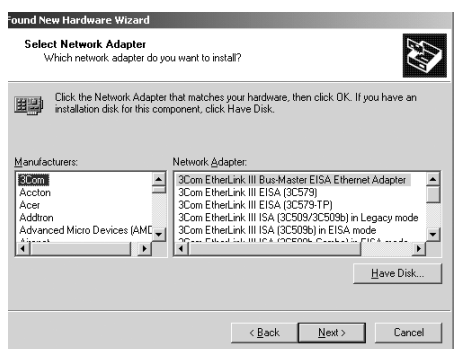 Found New Hardware Wizard
Select Network Adapter
Which network adapter do you want to install?
Click the Network Adapter that matches your hardware, then click OK. If you have an
installation disk for this component, click Have Disk.
Manufacturers:
3Com
Accton
Acer
Addtron
Advanced Micro Devices (AMD
Network Adapter:
3Com EtherLink III Bus-Master EISA Ethernet Adapter
3Com EtherLink III EISA (3C579)
3Com EtherLink III EISA (3C579-TP)
3Com EtherLink III ISA (3C509/3C509b) in Legacy mode
3Com EtherLink III ISA (3C509b) in EISA mode
Have Disk...
< Back
Next >
Cancel